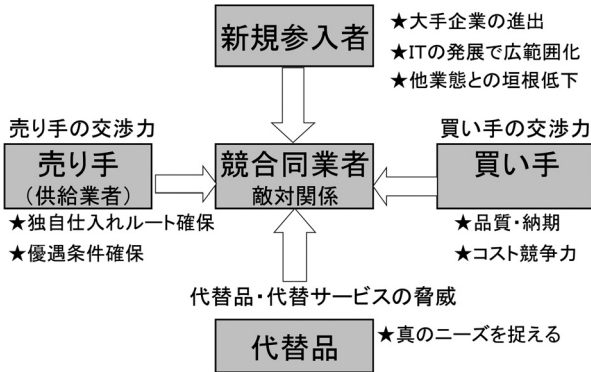 新規参入者
★大手企業の進出
★ITの発展で広範囲化
★他業態との垣根低下
売り手の交渉力
買い手の交渉力
売り手
(供給業者)
競合同業者
敵対関係
買い手
★独自仕入れルート確保
★優遇条件確保
★品質・納期
★コスト競争力
代替品・代替サービスの脅威
代替品
★真のニーズを捉える